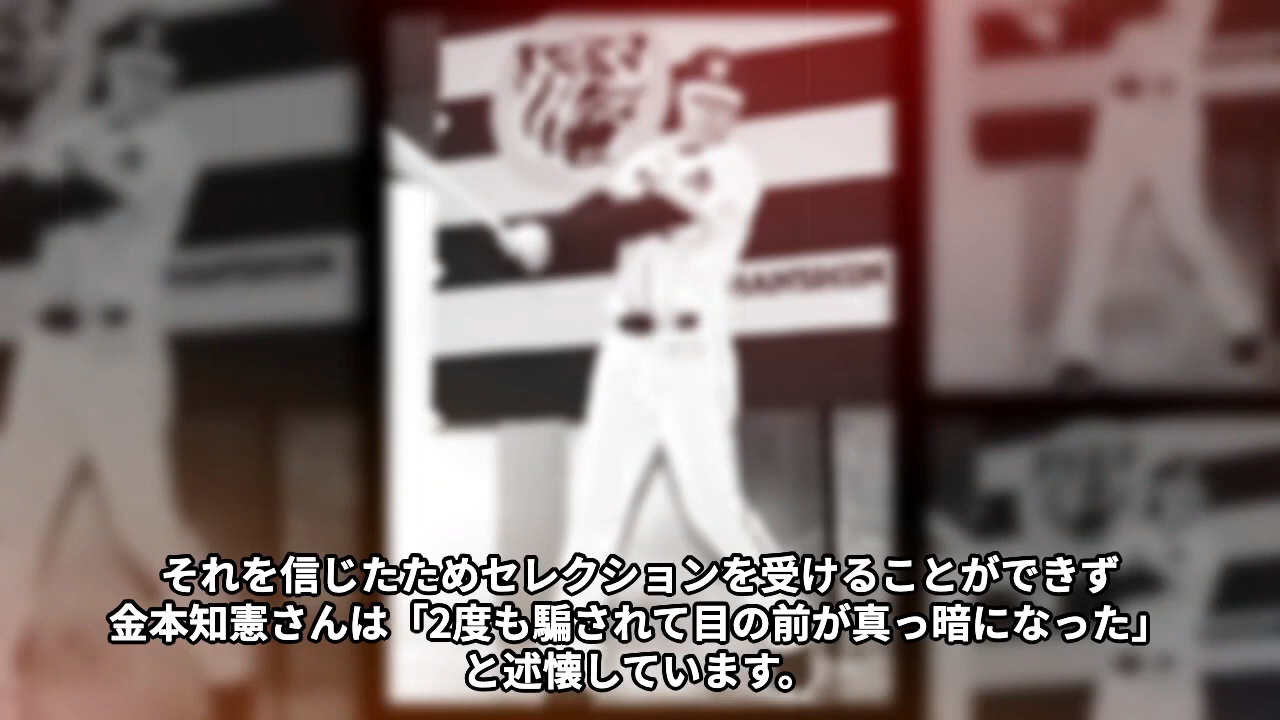 HANSHIN
それを信じたためセレクションを受けることができず
金本知憲さんは「2度も騙されて目の前が真っ暗になった」
と述懐しています。